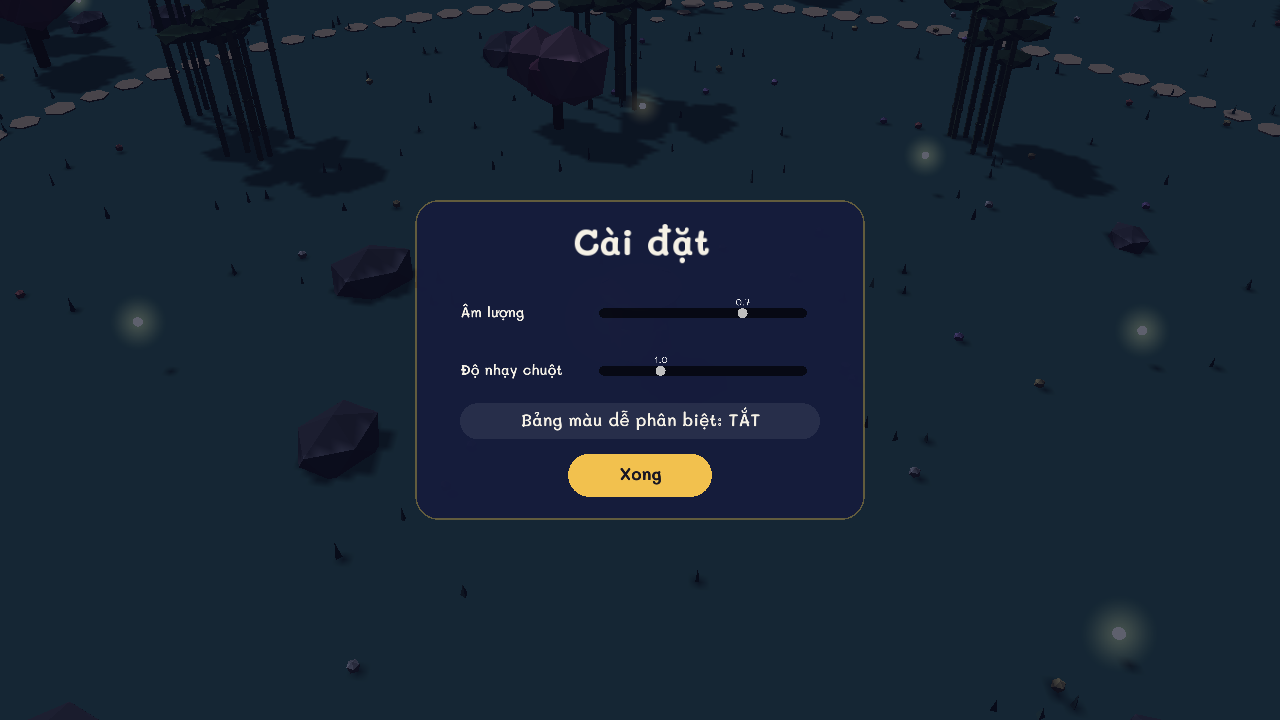 Cài đặt
Âm lượng
0.7
Độ nhạy chuột
1.0
Bảng màu dễ phân biệt: TẮT
Xong